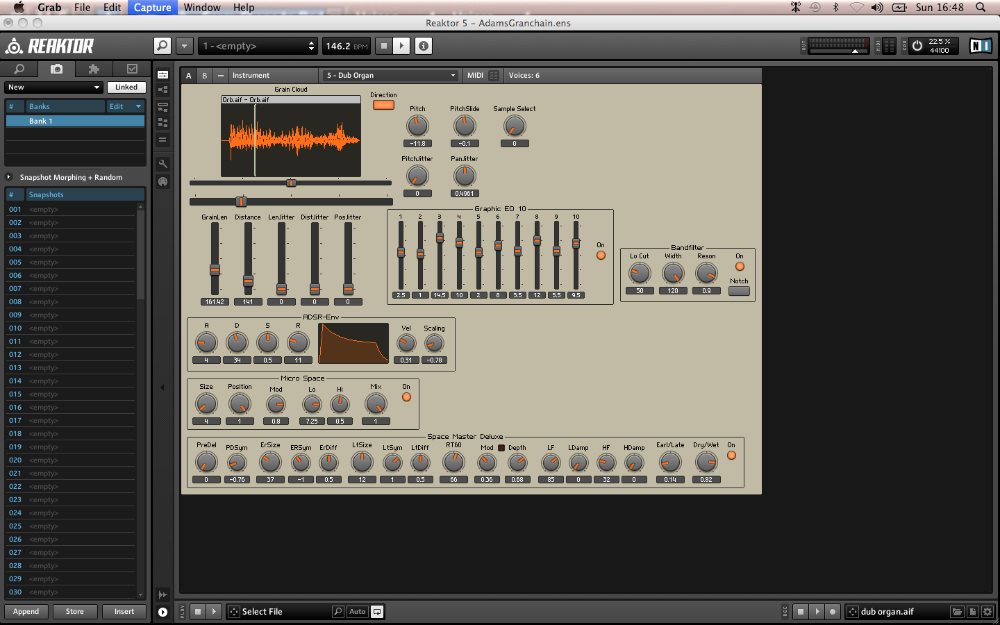 Grab File Edit Capture Window Help Sun 16:48
Reaktor 5 - AdamsGranchain.ens
REAKTOR 1 - <empty> 146.2 BPM OUT MIDI CPU 22.5 % 44100 NI
New Linked
# Banks Edit
Bank 1
Snapshot Morphing + Random
# Snapshots
001 <empty>
002 <empty>
003 <empty>
004 <empty>
005 <empty>
006 <empty>
007 <empty>
008 <empty>
009 <empty>
010 <empty>
011 <empty>
012 <empty>
013 <empty>
014 <empty>
015 <empty>
016 <empty>
017 <empty>
018 <empty>
019 <empty>
020 <empty>
021 <empty>
022 <empty>
023 <empty>
024 <empty>
025 <empty>
026 <empty>
027 <empty>
028 <empty>
029 <empty>
030 <empty>
Append Store Insert
A B Instrument 5 - Dub Organ MIDI Voices: 6
Grain Cloud
Orb.aif - Orb.aif
Direction
Pitch PitchSlide Sample Select
-11.8 -0.1 0
PitchJitter PanJitter
0 0.4961
GrainLen Distance LenJitter DistJitter PosJitter
161.42 141 0 0 0
Graphic EQ 10
1 2 3 4 5 6 7 8 9 10
On
2.5 1 14.5 10 2 8 3.5 12 3.5 9.5
Bandfilter
Lo Cut Width Reson On
Notch
50 120 0.9
ADSR-Env
A D S R Vel Scaling
4 34 0.5 11 0.31 -0.78
Micro Space
Size Position Mod Lo Hi Mix On
4 1 0.8 7.25 0.5 1
Space Master Deluxe
PreDel PDSym ErSize ERSym ErDiff LtSize LtSym LtDiff RT60 Mod Depth LF LDamp HF HDamp Earl/Late Dry/Wet On
0 -0.76 37 -1 0.5 12 1 0.5 66 0.36 0.68 85 0 32 0 0.14 0.82
PLAY Select File Auto REC dub organ.aif